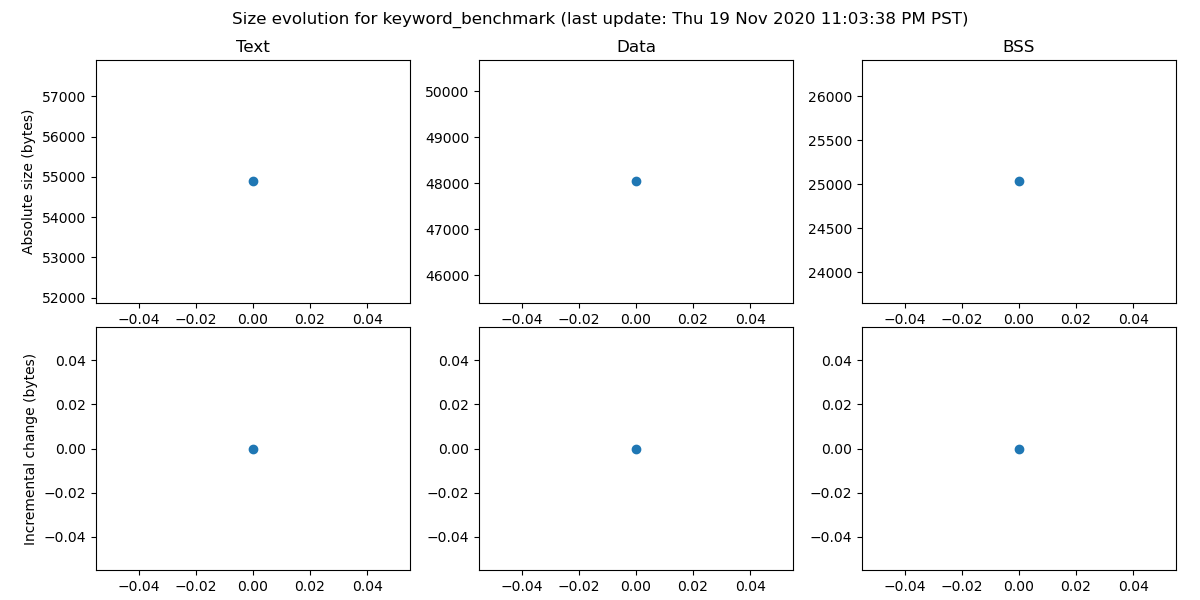 Size evolution for keyword_benchmark (last update: Thu 19 Nov 2020 11:03:38 PM PST)
Text
Data
BSS
Absolute size (bytes)
57000
56000
55000
54000
53000
52000
−0.04 −0.02 0.00 0.02 0.04
50000
49000
48000
47000
46000
−0.04 −0.02 0.00 0.02 0.04
26000
25500
25000
24500
24000
−0.04 −0.02 0.00 0.02 0.04
Incremental change (bytes)
0.04
0.02
0.00
−0.02
−0.04
−0.04 −0.02 0.00 0.02 0.04
0.04
0.02
0.00
−0.02
−0.04
−0.04 −0.02 0.00 0.02 0.04
0.04
0.02
0.00
−0.02
−0.04
−0.04 −0.02 0.00 0.02 0.04